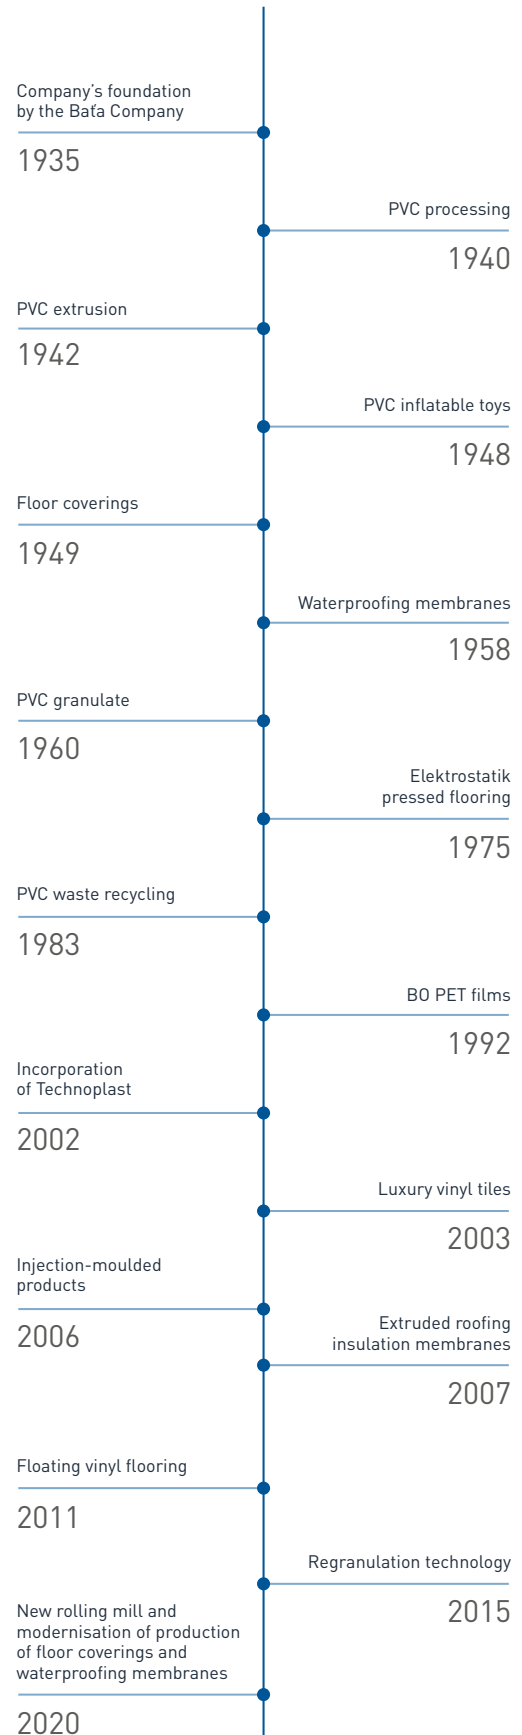 Company's foundation
by the Baťa Company
1935
PVC processing
1940
PVC extrusion
1942
PVC inflatable toys
1948
Floor coverings
1949
Waterproofing membranes
1958
PVC granulate
1960
Elektrostatik
pressed flooring
1975
PVC waste recycling
1983
BO PET films
1992
Incorporation
of Technoplast
2002
Luxury vinyl tiles
2003
Injection-moulded
products
2006
Extruded roofing
insulation membranes
2007
Floating vinyl flooring
2011
Regranulation technology
2015
New rolling mill and
modernisation of production
of floor coverings and
waterproofing membranes
2020